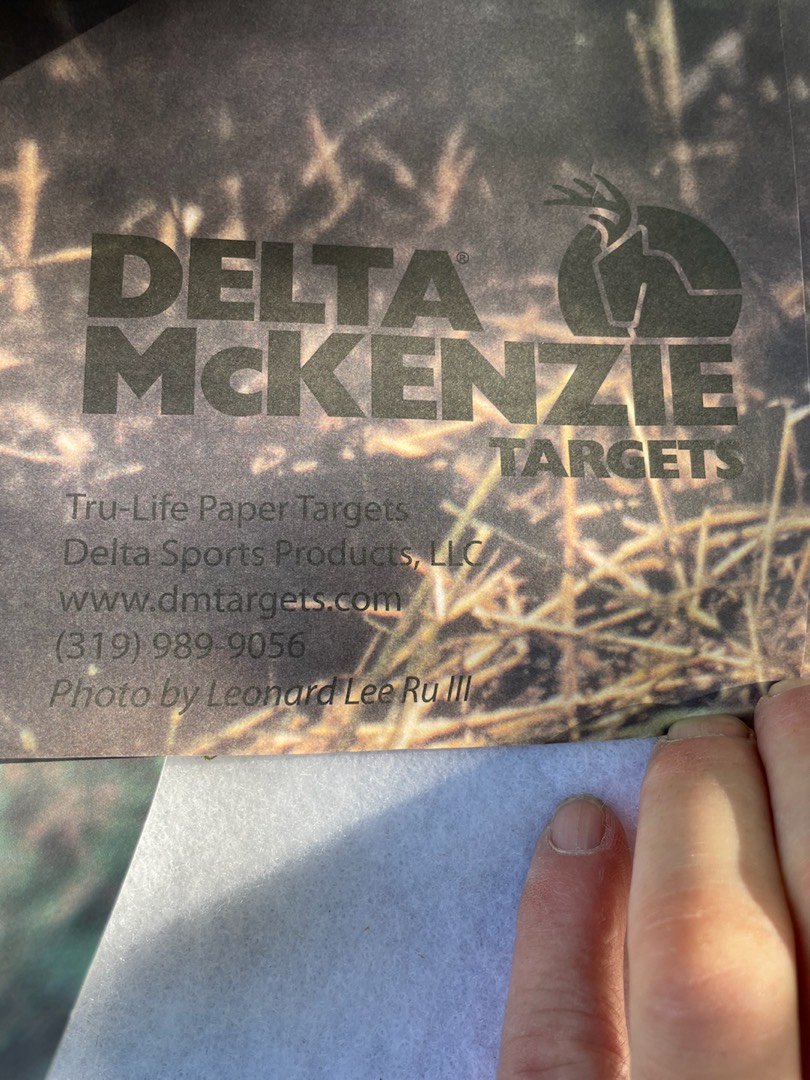 DELTA®
McKENZIE
TARGETS
Tru-Life Paper Targets
Delta Sports Products, LLC
www.dmtargets.com
(319) 989-9056
Photo by Leonard Lee Ru III